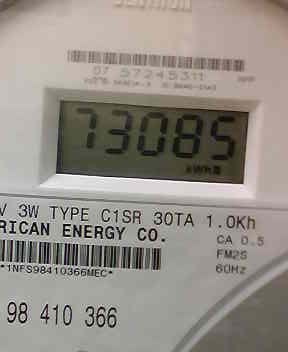 07 57245311
73085
kWh
V 3W TYPE C1SR 30TA 1.0Kh
RICAN ENERGY CO.
CA 0.5
FM2S
60Hz
*1NFS98410366MEC*
98 410 366